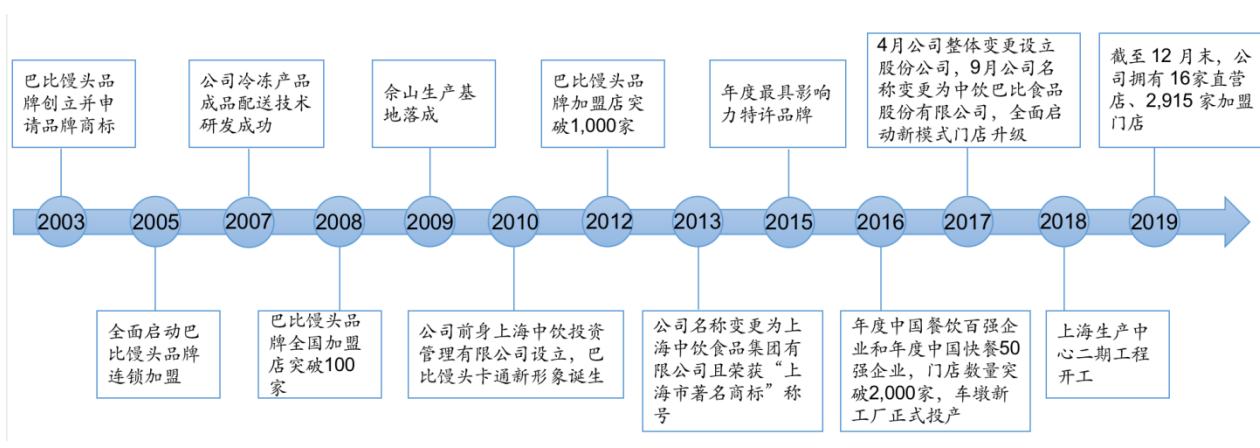 巴比馒头品
牌创立并申
请品牌商标
公司冷冻产品
成品配送技术
研发成功
佘山生产基
地落成
巴比馒头品
牌加盟店突
破1,000家
年度最具影响
力特许品牌
4月公司整体变更设立
股份公司，9月公司名
称变更为中饮巴比食品
股份有限公司，全面启
动新模式门店升级
截至 12 月末，公
司拥有 16家直营
店、2,915 家加盟
门店
2003
2005
2007
2008
2009
2010
2012
2013
2015
2016
2017
2018
2019
全面启动巴
比馒头品牌
连锁加盟
巴比馒头品
牌全国加盟
店突破100
家
公司前身上海中饮投资
管理有限公司设立，巴
比馒头卡通新形象诞生
公司名称变更为上
海中饮食品集团有
限公司且荣获“上
海市著名商标”称
号
年度中国餐饮百强企
业和年度中国快餐50
强企业，门店数量突
破2,000家，车墩新
工厂正式投产
上海生产中
心二期工程
开工